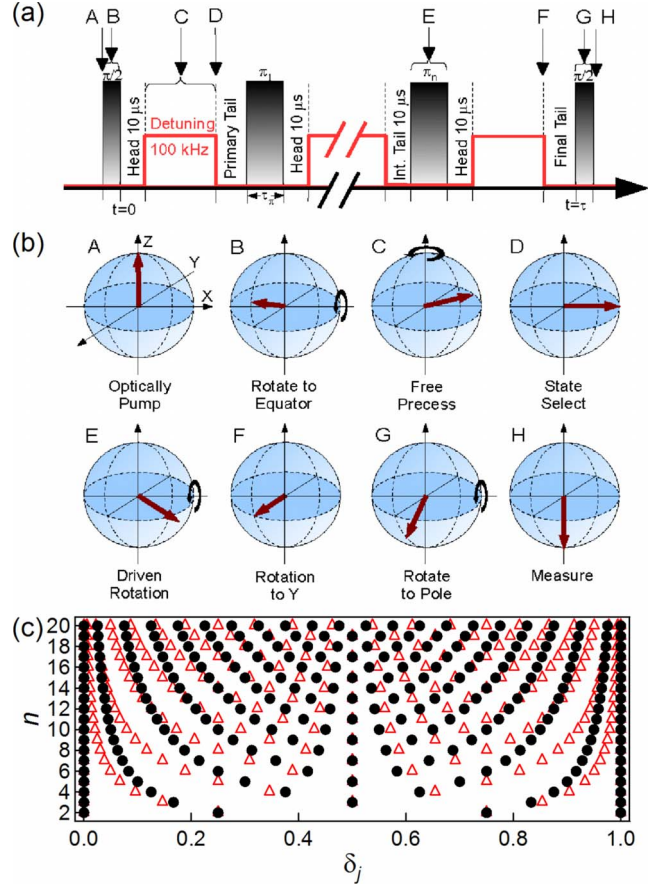 (a)
A B C D E F G H
π/2 π₁ πₙ π/2
Head 10 μs
Detuning
100 kHz
Primary Tail
Head 10 μs
Int. Tail 10 μs
Head 10 μs
Final Tail
t=0 τπ t=τ
(b)
A Z Y X B C D
Optically Pump
Rotate to Equator
Free Precess
State Select
E F G H
Driven Rotation
Rotation to Y
Rotate to Pole
Measure
(c)
20
18
16
14
12
10
8
6
4
2
n
0.0 0.2 0.4 0.6 0.8 1.0
δj